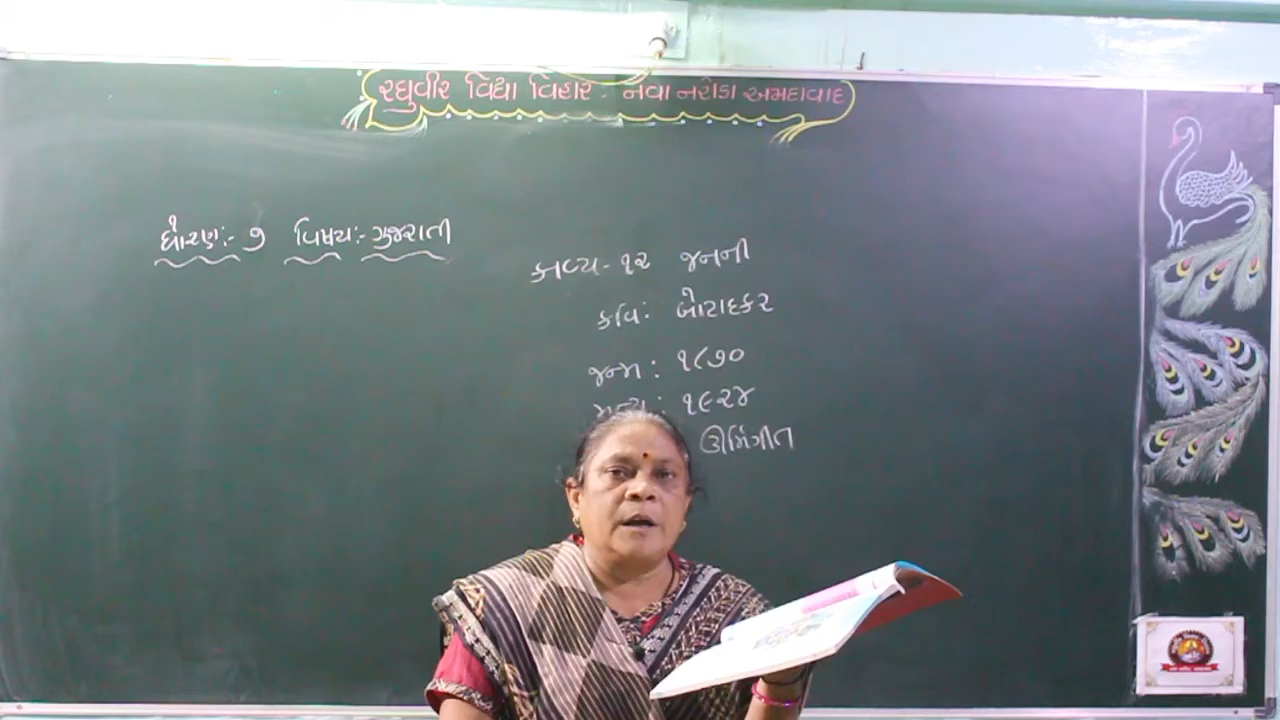 રઘુવીર વિદ્યા વિહાર - નવા નરોડા અમદાવાદ
ધોરણ:- ૭ વિષય:- ગુજરાતી
કાવ્ય - ૧૨ જનની
કવિ: બોટાદકર
જન્મ : ૧૮૭૦
મૃત્યુ : ૧૯૨૪
ઊર્મિગીત